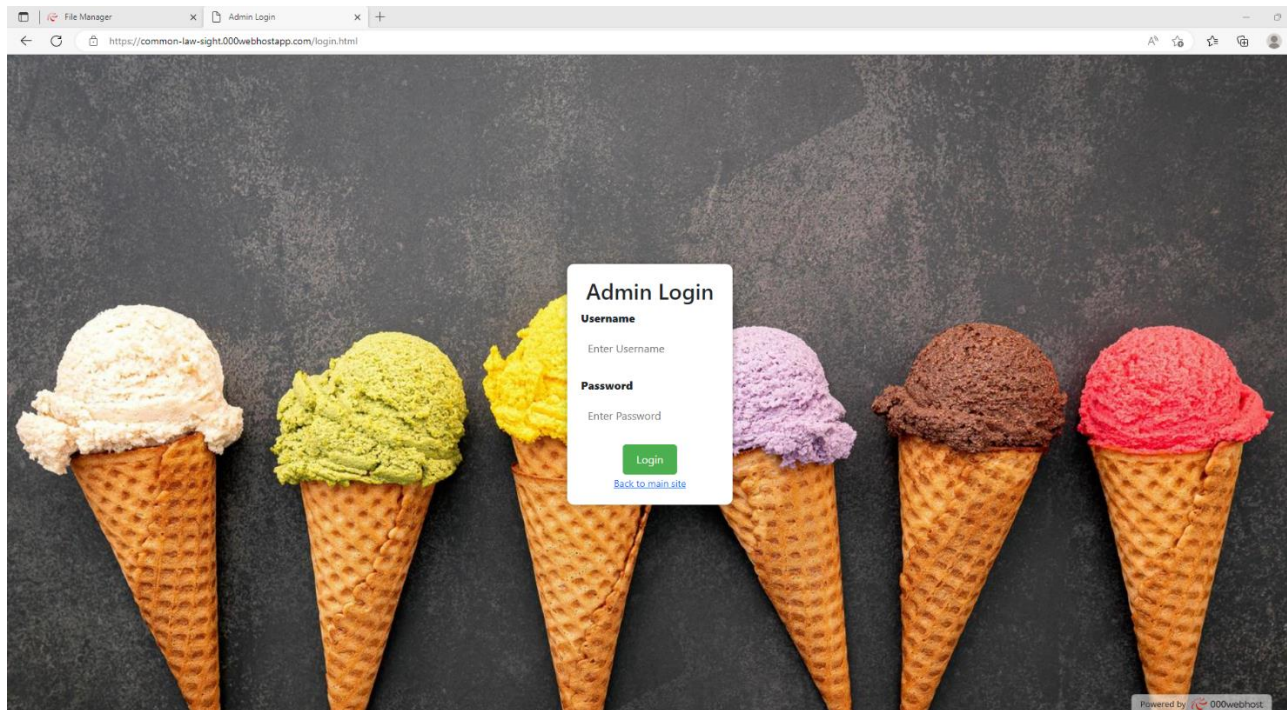 File Manager
Admin Login
https://common-law-sight.000webhostapp.com/login.html
Admin Login
Username
Enter Username
Password
Enter Password
Login
Back to main site
Powered by 000webhost